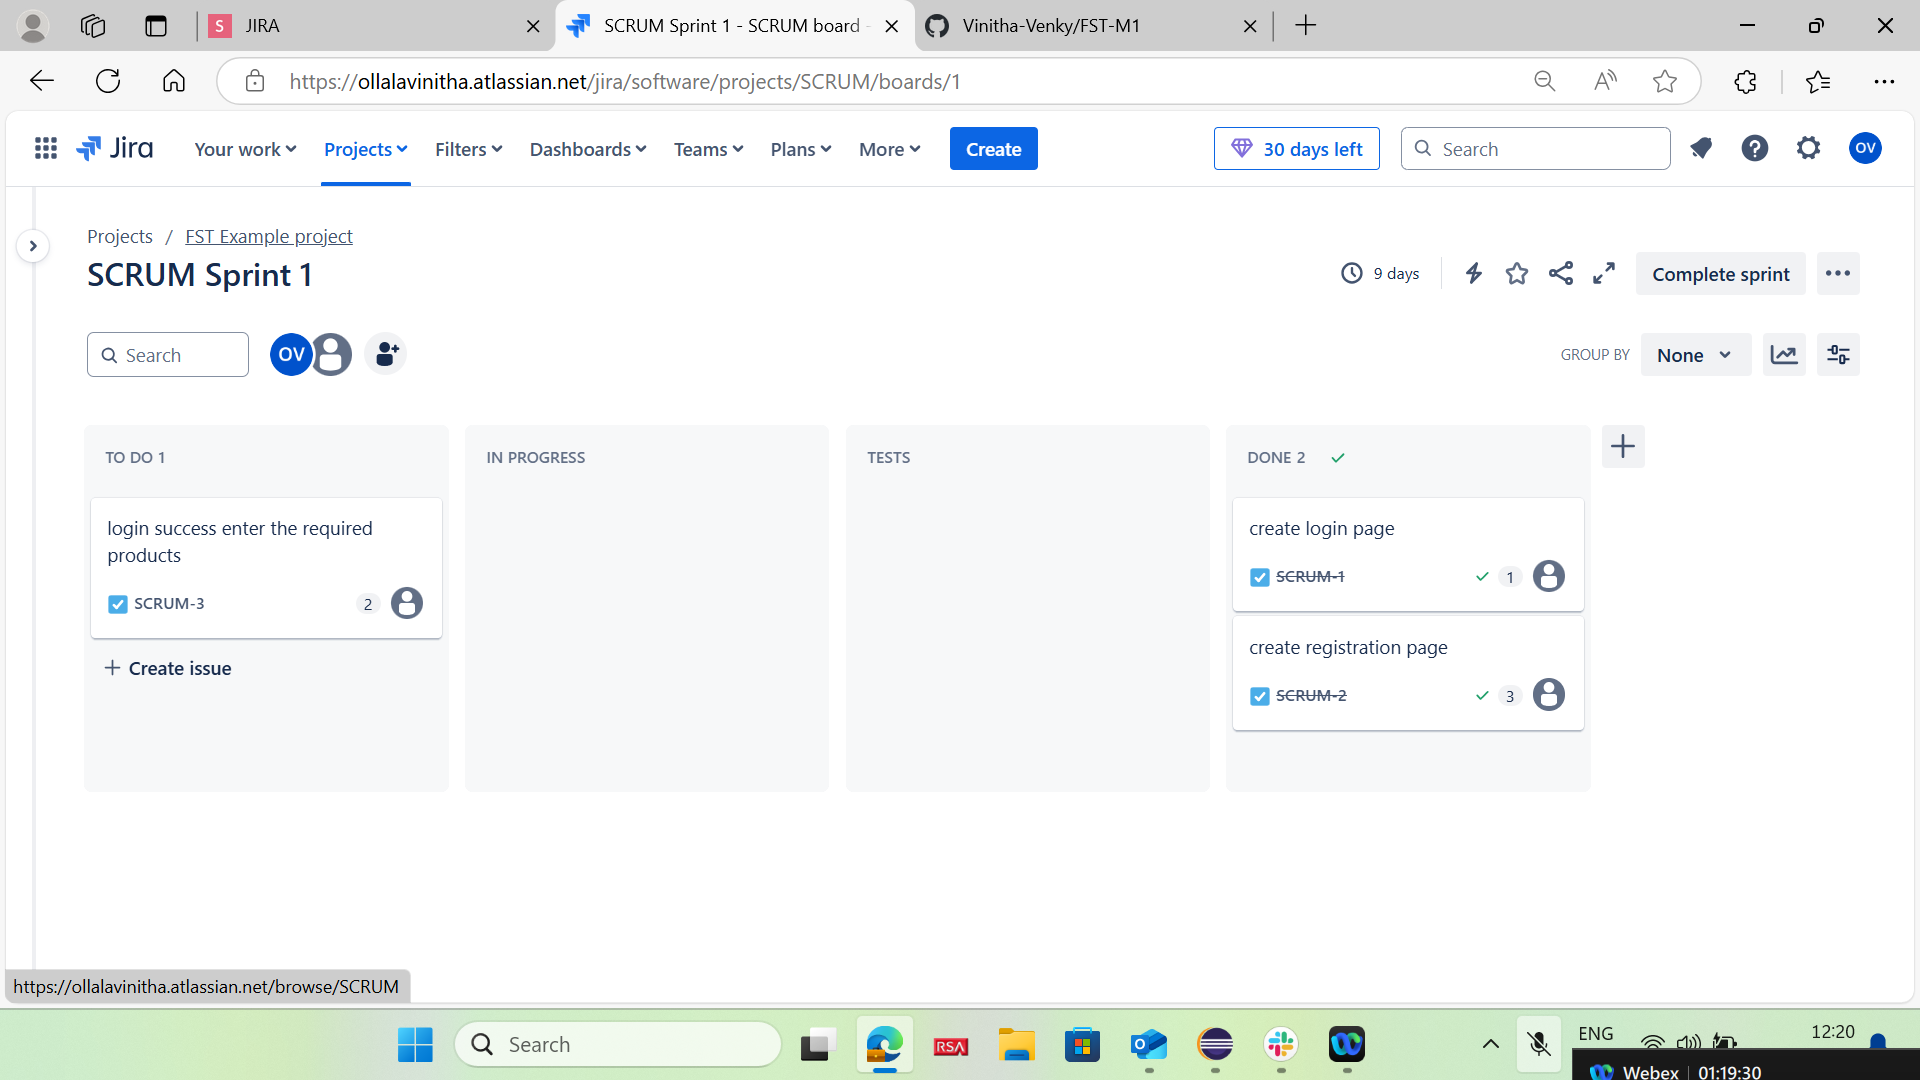 S JIRA
SCRUM Sprint 1 - SCRUM board -
Vinitha-Venky/FST-M1
https://ollalavinitha.atlassian.net/jira/software/projects/SCRUM/boards/1
Jira
Your work
Projects
Filters
Dashboards
Teams
Plans
More
Create
30 days left
Search
OV
Projects / FST Example project
SCRUM Sprint 1
9 days
Complete sprint
Search
OV
GROUP BY
None
TO DO 1
IN PROGRESS
TESTS
DONE 2
login success enter the required
products
SCRUM-3
2
Create issue
create login page
SCRUM-1
1
create registration page
SCRUM-2
3
https://ollalavinitha.atlassian.net/browse/SCRUM
Search
RSA
ENG
12:20
Webex
01:19:30